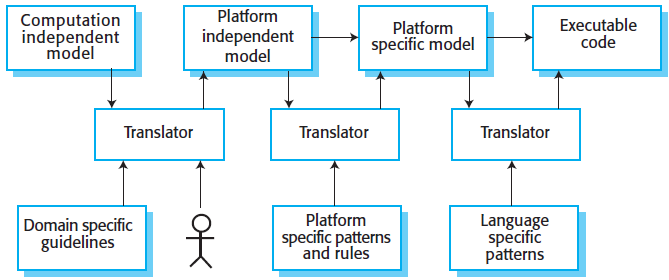 Computation
independent
model
Platform
independent
model
Platform
specific model
Executable
code
Translator
Translator
Translator
Domain specific
guidelines
Platform
specific patterns
and rules
Language
specific
patterns